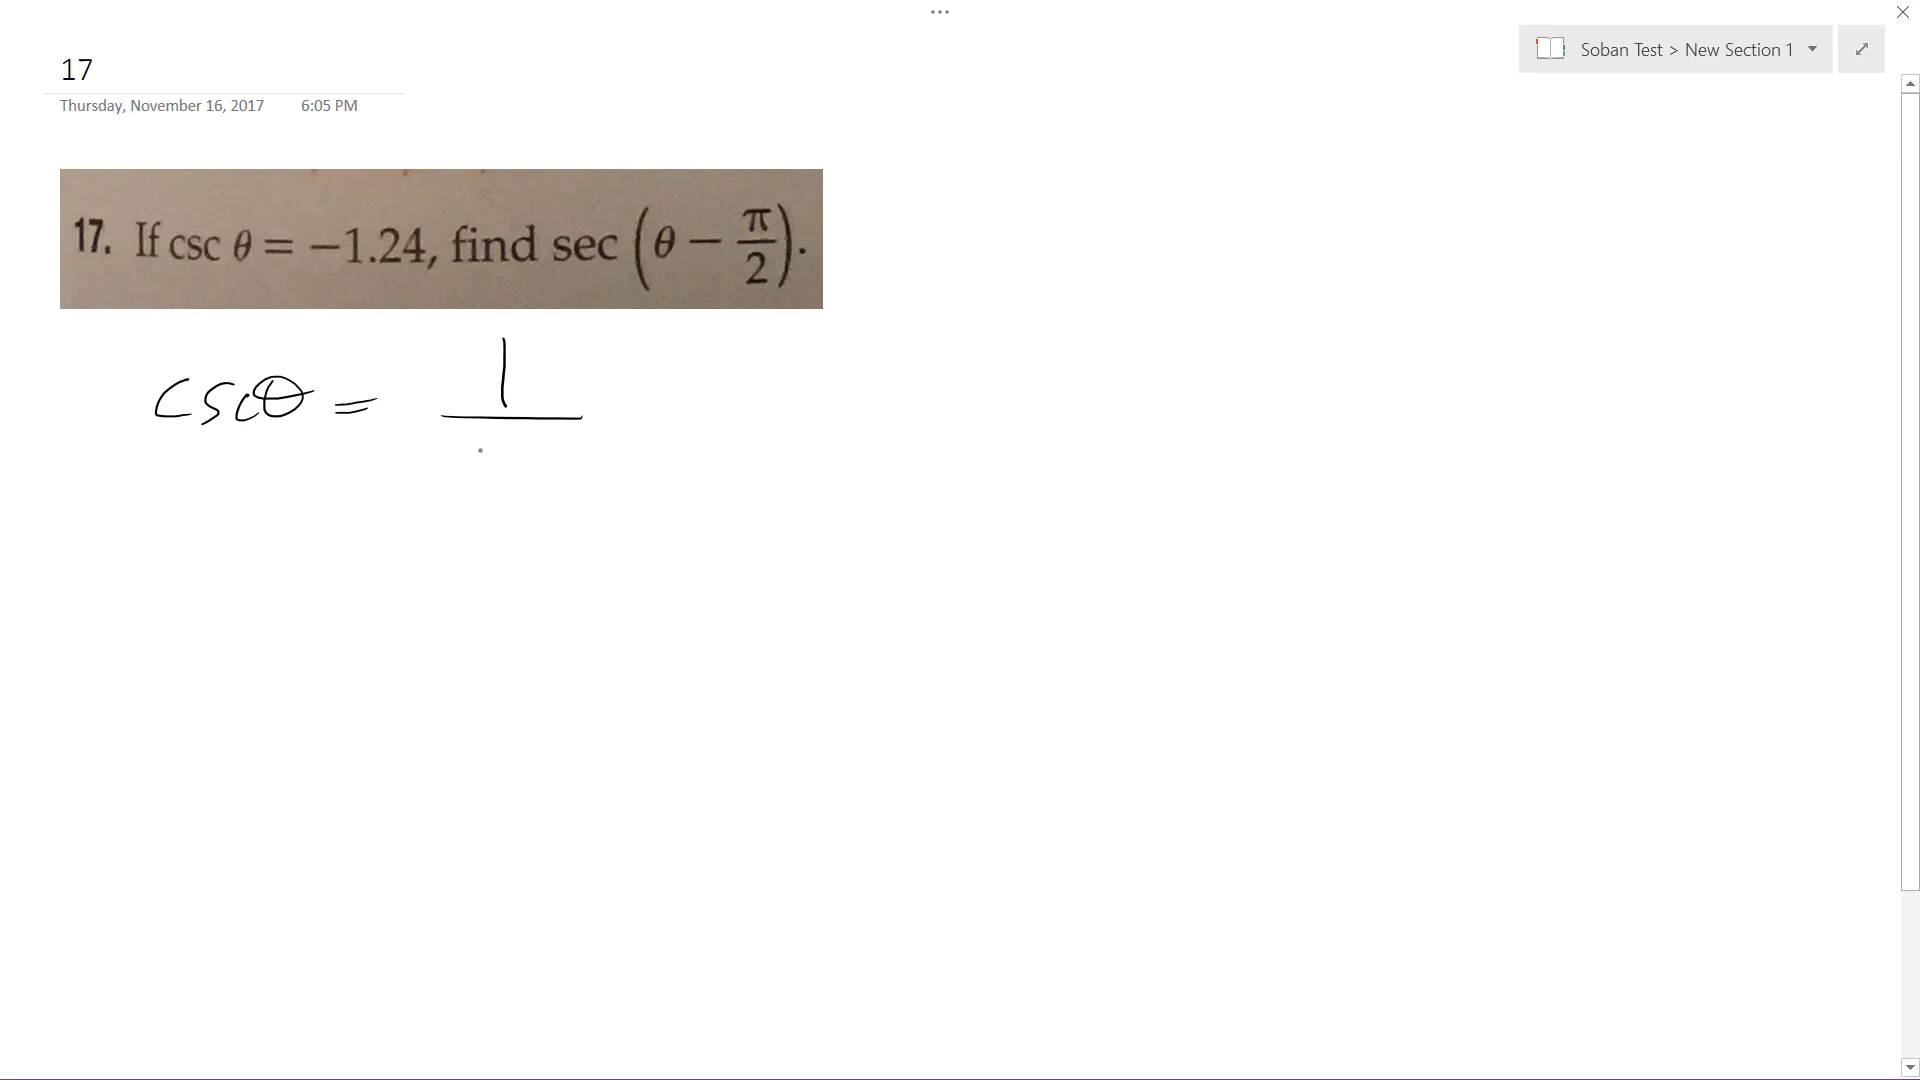 Soban Test > New Section 1
17
Thursday, November 16, 2017 6:05 PM
17. If csc θ = −1.24, find sec (θ − π/2).
cscθ = 1/